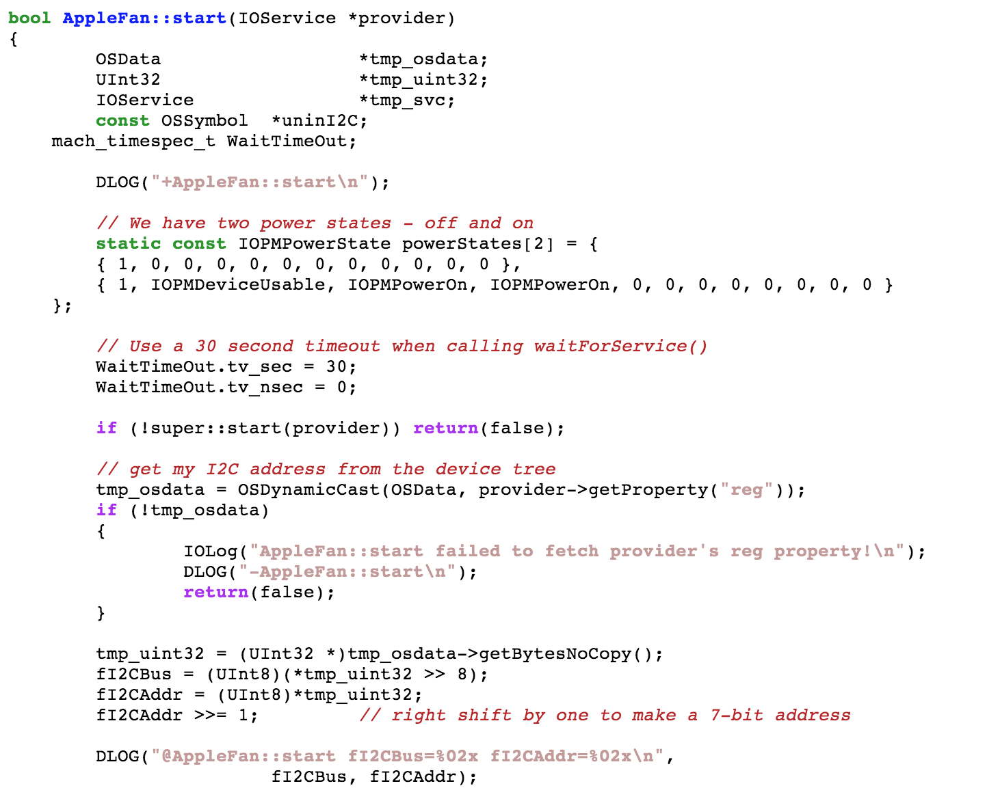 bool AppleFan::start(IOService *provider)
{
        OSData                  *tmp_osdata;
        UInt32                  *tmp_uint32;
        IOService               *tmp_svc;
        const OSSymbol  *uninI2C;
    mach_timespec_t WaitTimeOut;

        DLOG("+AppleFan::start\n");

        // We have two power states - off and on
        static const IOPMPowerState powerStates[2] = {
        { 1, 0, 0, 0, 0, 0, 0, 0, 0, 0, 0, 0 },
        { 1, IOPMDeviceUsable, IOPMPowerOn, IOPMPowerOn, 0, 0, 0, 0, 0, 0, 0, 0 }
    };

        // Use a 30 second timeout when calling waitForService()
        WaitTimeOut.tv_sec = 30;
        WaitTimeOut.tv_nsec = 0;

        if (!super::start(provider)) return(false);

        // get my I2C address from the device tree
        tmp_osdata = OSDynamicCast(OSData, provider->getProperty("reg"));
        if (!tmp_osdata)
        {
                IOLog("AppleFan::start failed to fetch provider's reg property!\n");
                DLOG("-AppleFan::start\n");
                return(false);
        }

        tmp_uint32 = (UInt32 *)tmp_osdata->getBytesNoCopy();
        fI2CBus = (UInt8)(*tmp_uint32 >> 8);
        fI2CAddr = (UInt8)*tmp_uint32;
        fI2CAddr >>= 1;         // right shift by one to make a 7-bit address

        DLOG("@AppleFan::start fI2CBus=%02x fI2CAddr=%02x\n",
                        fI2CBus, fI2CAddr);